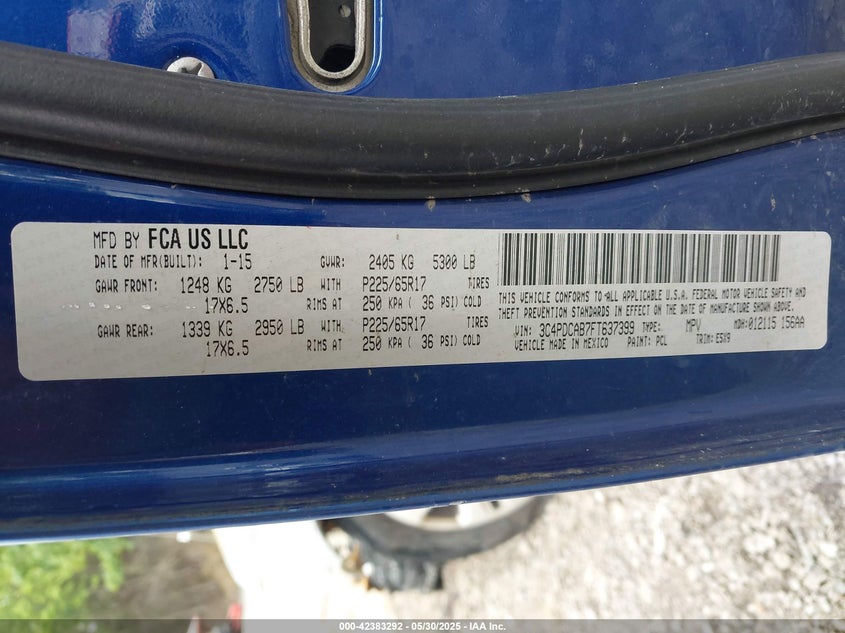 MFD BY FCA US LLC
DATE OF MFR(BUILT): 1-15 GVWR: 2405 KG 5300 LB
GAWR FRONT: 1248 KG 2750 LB WITH P225/65R17 TIRES
17X6.5 RIMS AT 250 KPA ( 36 PSI) COLD
GAWR REAR: 1339 KG 2950 LB WITH P225/65R17 TIRES
17X6.5 RIMS AT 250 KPA ( 36 PSI) COLD
THIS VEHICLE CONFORMS TO ALL APPLICABLE U.S.A. FEDERAL MOTOR VEHICLE SAFETY AND
THEFT PREVENTION STANDARDS IN EFFECT ON THE DATE OF MANUFACTURE SHOWN ABOVE.
VIN: 3C4PDCAB7FT637399 TYPE: MPV MDH: 012115 156AA
VEHICLE MADE IN MEXICO PAINT: PCL TRIM: E5X9
000-42383292 - 05/30/2025 - IAA Inc.